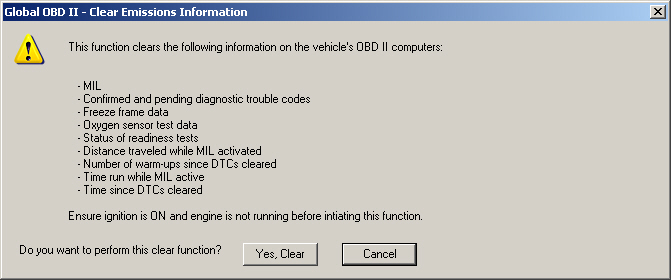 Global OBD II - Clear Emissions Information
This function clears the following information on the vehicle's OBD II computers:
- MIL
- Confirmed and pending diagnostic trouble codes
- Freeze frame data
- Oxygen sensor test data
- Status of readiness tests
- Distance traveled while MIL activated
- Number of warm-ups since DTCs cleared
- Time run while MIL active
- Time since DTCs cleared
Ensure ignition is ON and engine is not running before intiating this function.
Do you want to perform this clear function? Yes, Clear Cancel